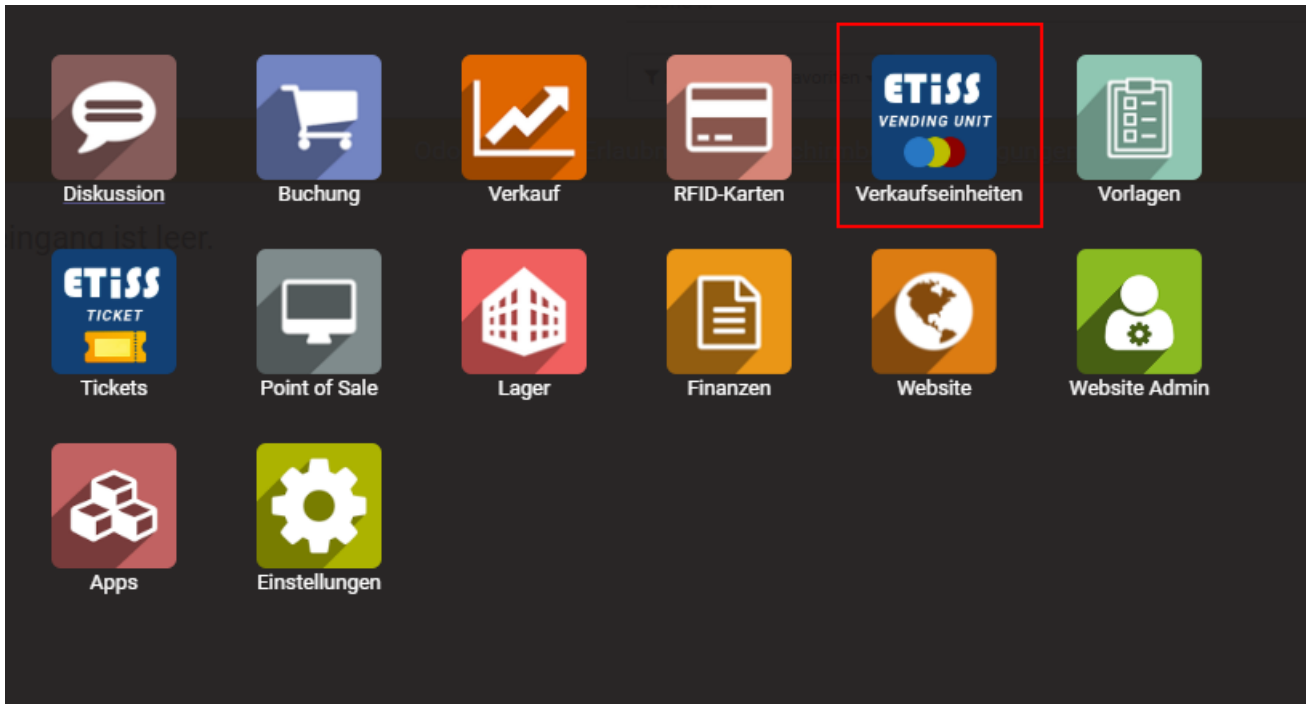 ETiSS
VENDING UNIT
Diskussion
Buchung
Verkauf
RFID-Karten
Verkaufseinheiten
Vorlagen
ingang ist leer.
ETiSS
TICKET
Tickets
Point of Sale
Lager
Finanzen
Website
Website Admin
Apps
Einstellungen